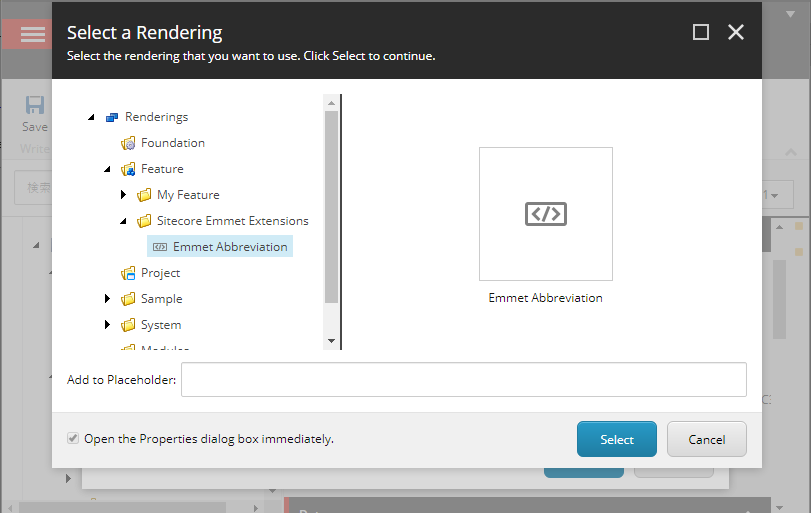 Select a Rendering
Select the rendering that you want to use. Click Select to continue.
Save
Write
検索
1
Renderings
Foundation
Feature
My Feature
Sitecore Emmet Extensions
Emmet Abbreviation
Project
Sample
System
Modules
Emmet Abbreviation
Add to Placeholder:
Open the Properties dialog box immediately.
Select
Cancel